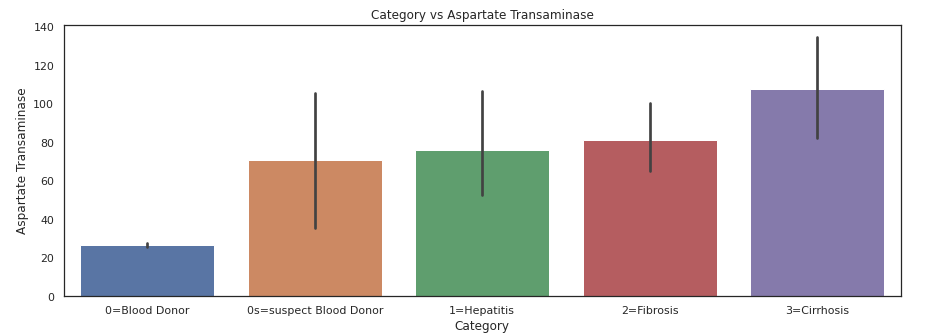 Category vs Aspartate Transaminase
Aspartate Transaminase
140
120
100
80
60
40
20
0
0=Blood Donor
0s=suspect Blood Donor
1=Hepatitis
2=Fibrosis
3=Cirrhosis
Category